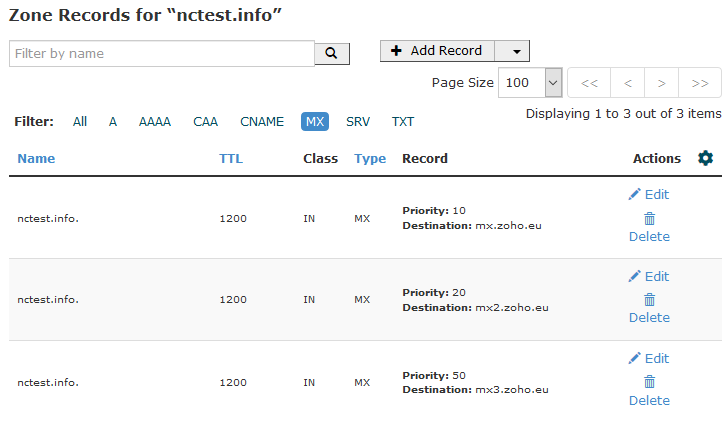 Zone Records for “nctest.info”
Filter by name
Add Record
Page Size 100 << < > >>
Displaying 1 to 3 out of 3 items
Filter: All A AAAA CAA CNAME MX SRV TXT
Name TTL Class Type Record Actions
nctest.info. 1200 IN MX Priority: 10
Destination: mx.zoho.eu
Edit
Delete
nctest.info. 1200 IN MX Priority: 20
Destination: mx2.zoho.eu
Edit
Delete
nctest.info. 1200 IN MX Priority: 50
Destination: mx3.zoho.eu
Edit
Delete